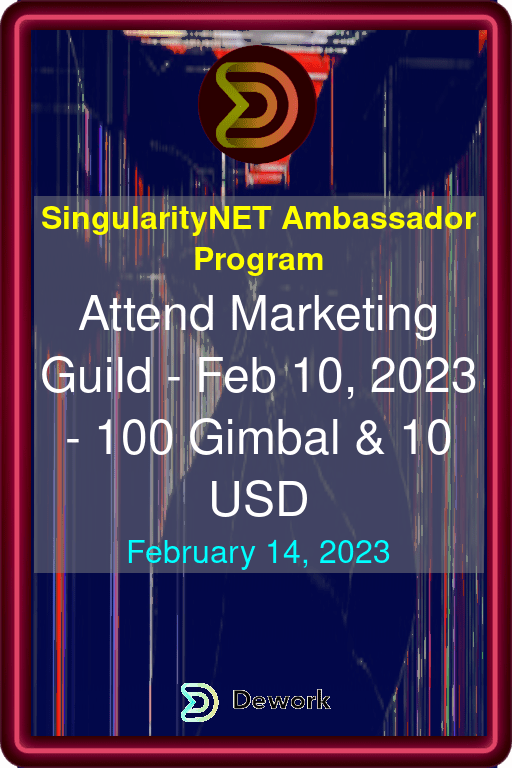 SingularityNET Ambassador
Program
Attend Marketing
Guild - Feb 10, 2023
- 100 Gimbal & 10
USD
February 14, 2023
Dework